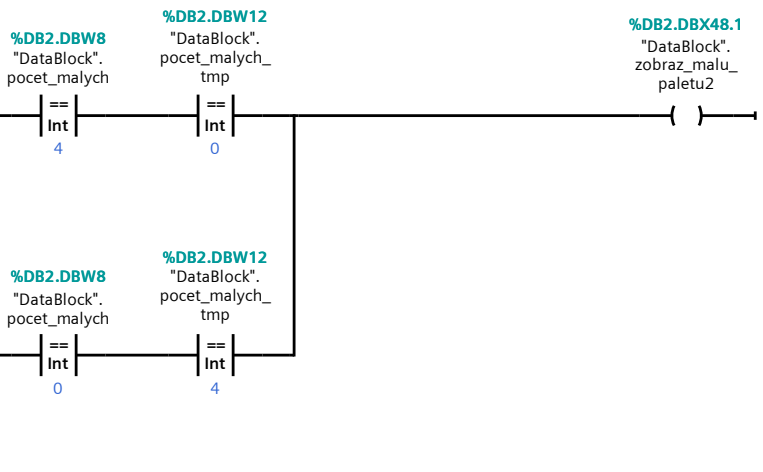 %DB2.DBW8
"DataBlock".
pocet_malych
==
Int
4
%DB2.DBW12
"DataBlock".
pocet_malych_
tmp
==
Int
0
%DB2.DBX48.1
"DataBlock".
zobraz_malu_
paletu2
%DB2.DBW8
"DataBlock".
pocet_malych
==
Int
0
%DB2.DBW12
"DataBlock".
pocet_malych_
tmp
==
Int
4